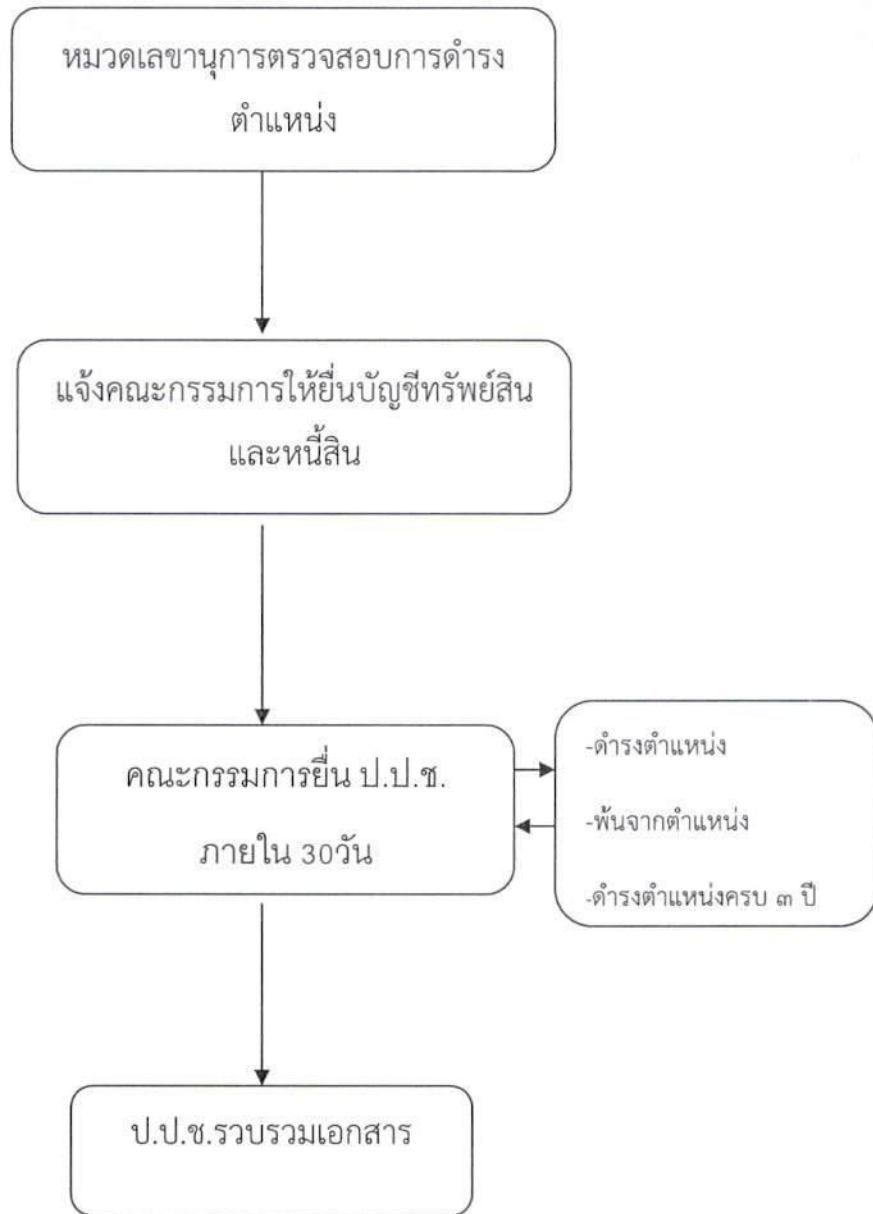 หมวดเลขานุการตรวจสอบการดำรง
ตำแหน่ง
แจ้งคณะกรรมการให้ยื่นบัญชีทรัพย์สิน
และหนี้สิน
คณะกรรมการยื่น ป.ป.ช.
ภายใน 30วัน
-ดำรงตำแหน่ง
-พ้นจากตำแหน่ง
-ดำรงตำแหน่งครบ ๓ ปี
ป.ป.ช.รวบรวมเอกสาร